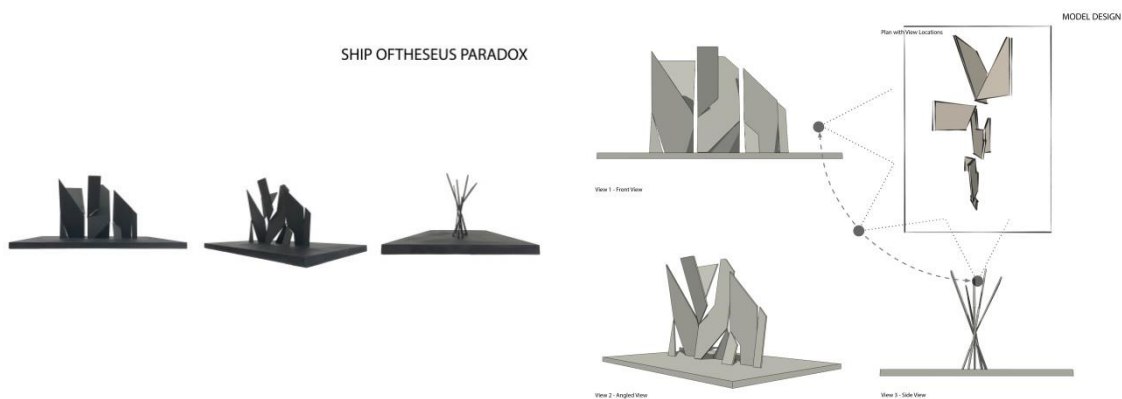 SHIP OFTHESEUS PARADOX
MODEL DESIGN
Plan with View Locations
View 1 - Front View
View 2 - Angled View
View 3 - Side View